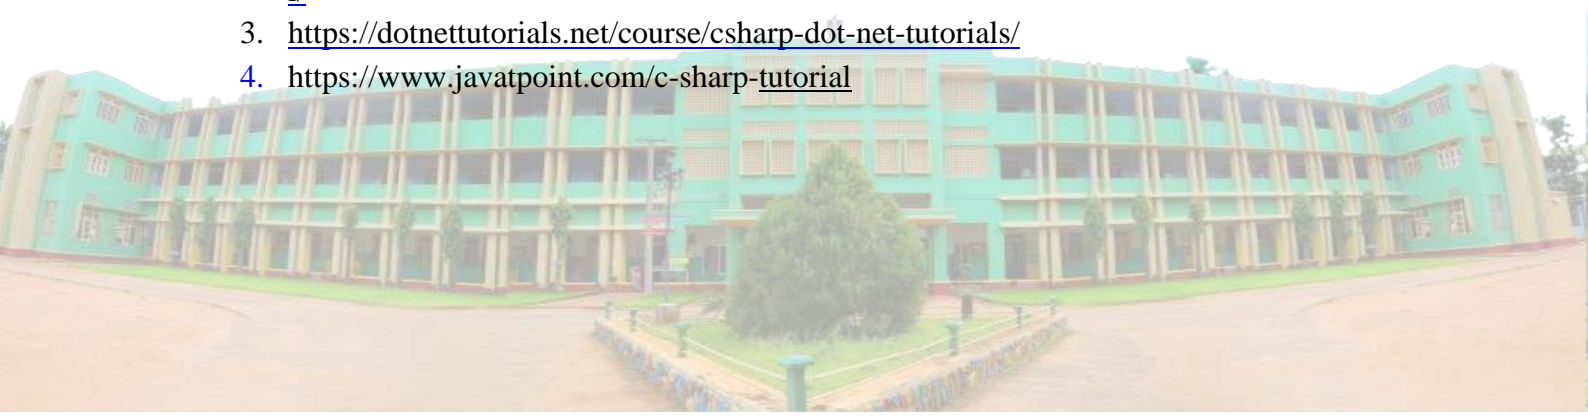 3. https://dotnettutorials.net/course/csharp-dot-net-tutorials/
4. https://www.javatpoint.com/c-sharp-tutorial